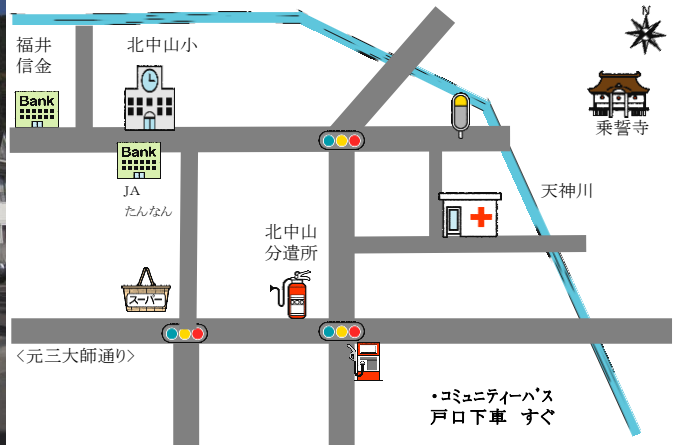 N
福井
信金
北中山小
Bank
Bank
乗誓寺
JA
たんなん
天神川
北中山
分遣所
スーパー
<元三大師通り>
・コミュニティーバス
戸口下車 すぐ